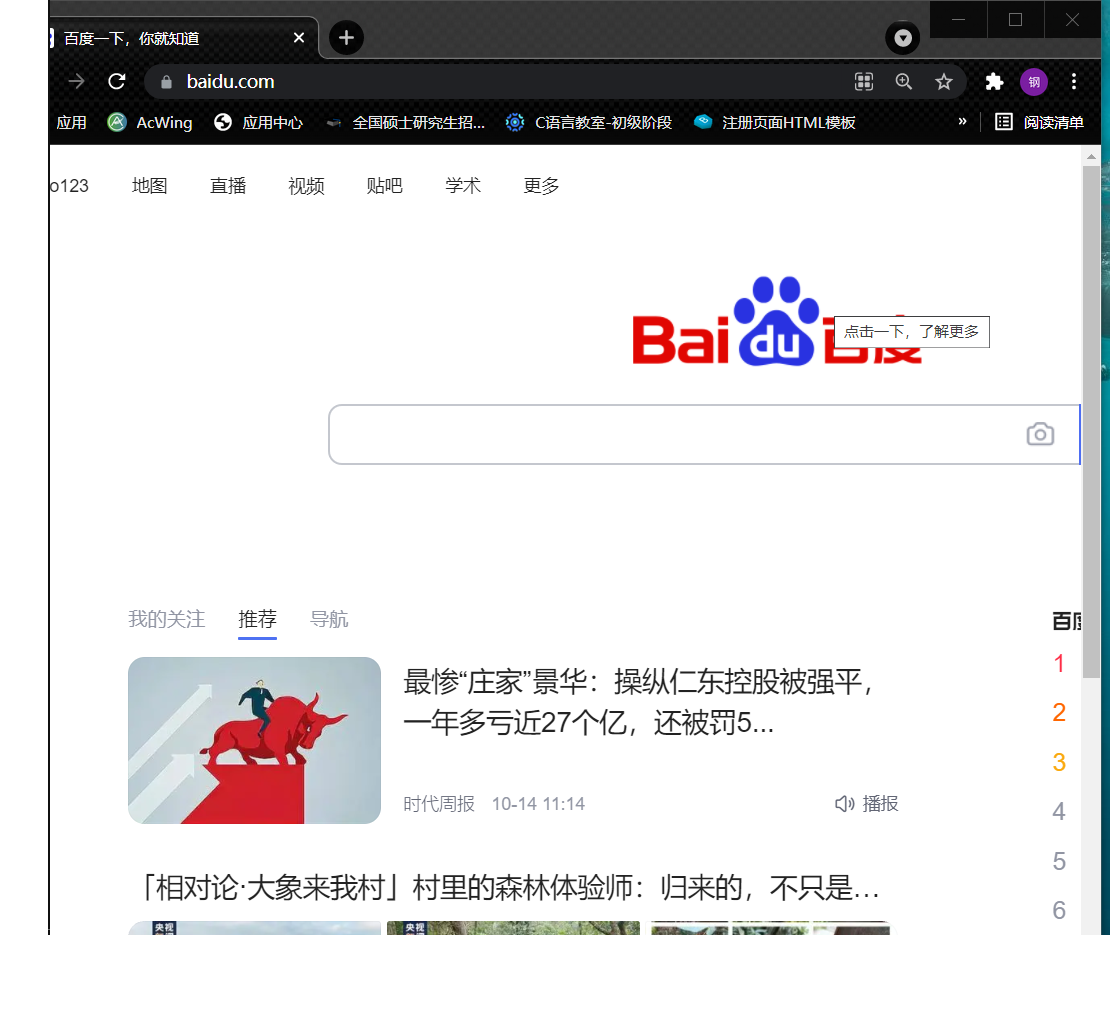 百度一下，你就知道
baidu.com
钢
应用 AcWing 应用中心 全国硕士研究生招... C语言教室-初级阶段 注册页面HTML模板 » 阅读清单
o123 地图 直播 视频 贴吧 学术 更多
Bai du 百度
点击一下，了解更多
我的关注 推荐 导航
最惨“庄家”景华：操纵仁东控股被强平，
一年多亏近27个亿，还被罚5...
时代周报 10-14 11:14 播报
「相对论·大象来我村」村里的森林体验师：归来的，不只是...
央视 央视
百度
1
2
3
4
5
6